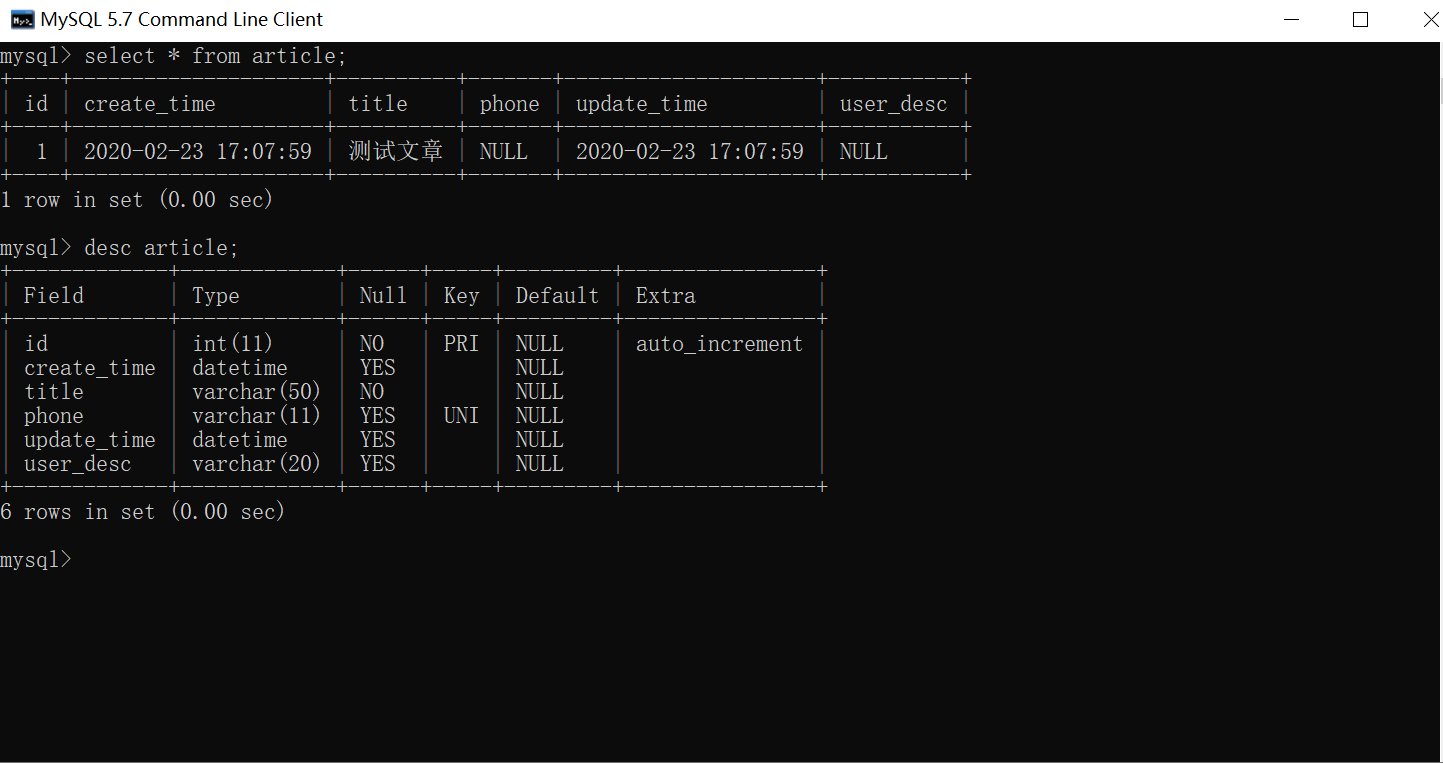 MySQL 5.7 Command Line Client
mysql> select * from article;
+----+---------------------+----------+-------+---------------------+-----------+
| id | create_time         | title    | phone | update_time         | user_desc |
+----+---------------------+----------+-------+---------------------+-----------+
|  1 | 2020-02-23 17:07:59 | 测试文章 | NULL  | 2020-02-23 17:07:59 | NULL      |
+----+---------------------+----------+-------+---------------------+-----------+
1 row in set (0.00 sec)
mysql> desc article;
+-------------+-------------+------+-----+---------+----------------+
| Field       | Type        | Null | Key | Default | Extra          |
+-------------+-------------+------+-----+---------+----------------+
| id          | int(11)     | NO   | PRI | NULL    | auto_increment |
| create_time | datetime    | YES  |     | NULL    |                |
| title       | varchar(50) | NO   |     | NULL    |                |
| phone       | varchar(11) | YES  | UNI | NULL    |                |
| update_time | datetime    | YES  |     | NULL    |                |
| user_desc   | varchar(20) | YES  |     | NULL    |                |
+-------------+-------------+------+-----+---------+----------------+
6 rows in set (0.00 sec)
mysql>